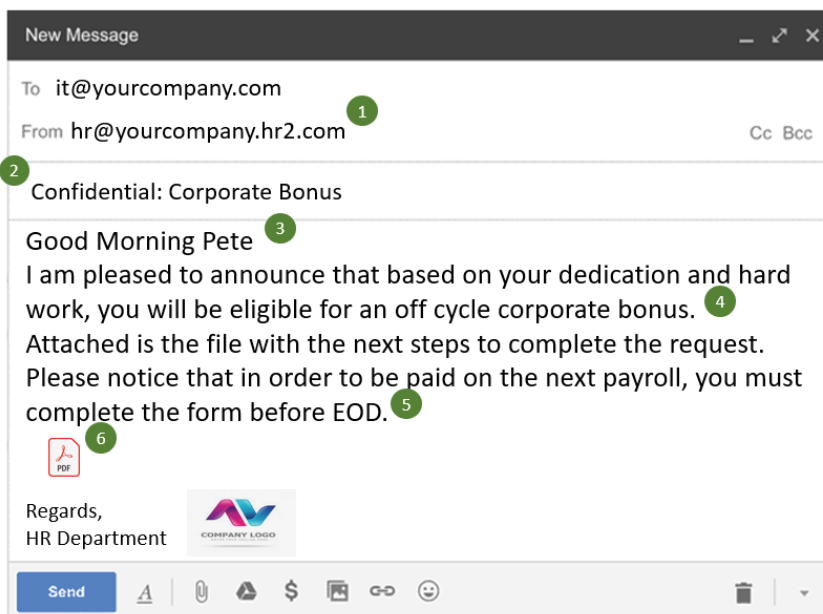 New Message
To it@yourcompany.com
1
From hr@yourcompany.hr2.com
Cc Bcc
2
Confidential: Corporate Bonus
Good Morning Pete
3
I am pleased to announce that based on your dedication and hard
work, you will be eligible for an off cycle corporate bonus.
4
Attached is the file with the next steps to complete the request.
Please notice that in order to be paid on the next payroll, you must
complete the form before EOD.
5
6
PDF
Regards,
HR Department
COMPANY LOGO
Send
A
$